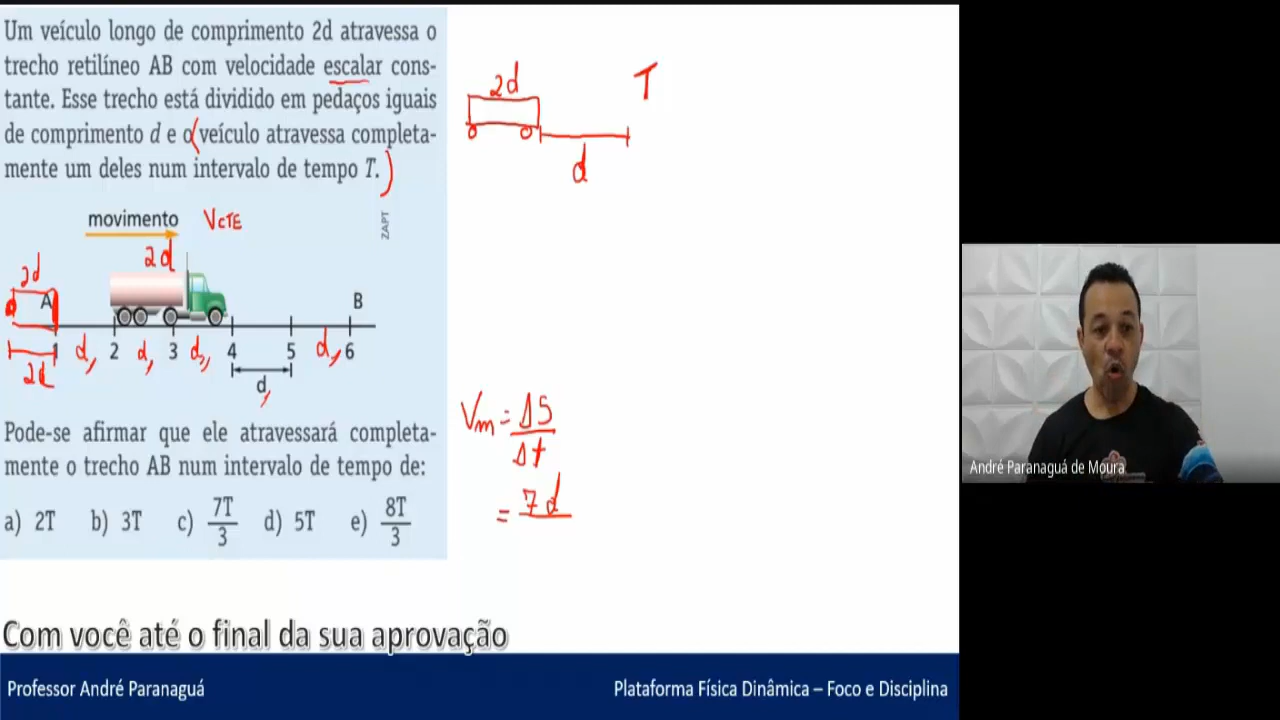 Um veículo longo de comprimento 2d atravessa o
trecho retilíneo AB com velocidade escalar cons-
tante. Esse trecho está dividido em pedaços iguais
de comprimento d e o (veículo atravessa completa-
mente um deles num intervalo de tempo T.)
movimento VCTE
ZAPT
2d
2d
A
B
1 d, 2 d, 3 d, 4 5 d, 6
2d
d,
Pode-se afirmar que ele atravessará completa-
mente o trecho AB num intervalo de tempo de:
a) 2T b) 3T c) 7T/3 d) 5T e) 8T/3
2d
T
d
Vm = ΔS
Δt
= 7d
André Paranaguá de Moura
Com você até o final da sua aprovação
Professor André Paranaguá
Plataforma Física Dinâmica – Foco e Disciplina